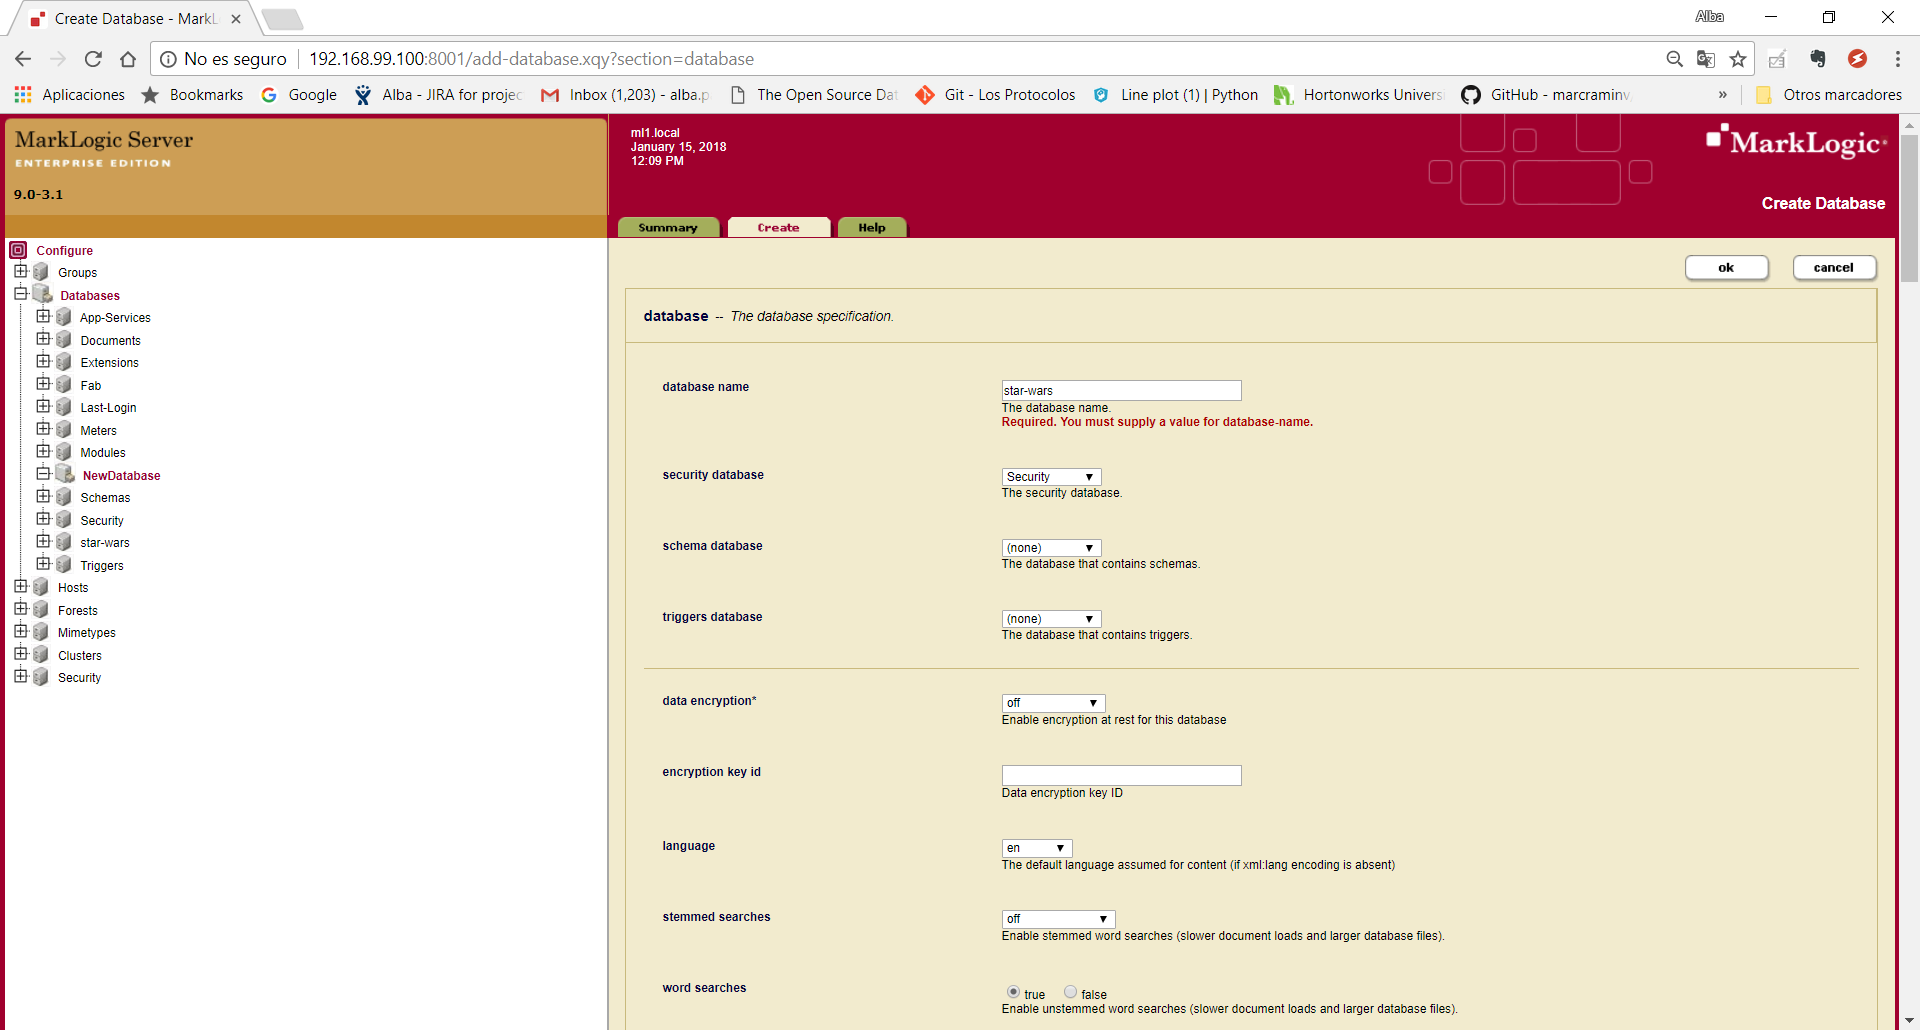 Create Database - MarkL
Alba
No es seguro
192.168.99.100:8001/add-database.xqy?section=database
Aplicaciones
Bookmarks
Google
Alba - JIRA for projec
Inbox (1,203) - alba.p
The Open Source Dat
Git - Los Protocolos
Line plot (1) | Python
Hortonworks Universi
GitHub - marcraminv
»
Otros marcadores
MarkLogic Server
ENTERPRISE EDITION
9.0-3.1
ml1.local
January 15, 2018
12:09 PM
MarkLogic
Create Database
Summary
Create
Help
Configure
Groups
Databases
App-Services
Documents
Extensions
Fab
Last-Login
Meters
Modules
NewDatabase
Schemas
Security
star-wars
Triggers
Hosts
Forests
Mimetypes
Clusters
Security
ok
cancel
database -- The database specification.
database name
star-wars
The database name.
Required. You must supply a value for database-name.
security database
Security
The security database.
schema database
(none)
The database that contains schemas.
triggers database
(none)
The database that contains triggers.
data encryption*
off
Enable encryption at rest for this database
encryption key id
Data encryption key ID
language
en
The default language assumed for content (if xml:lang encoding is absent)
stemmed searches
off
Enable stemmed word searches (slower document loads and larger database files).
word searches
true false
Enable unstemmed word searches (slower document loads and larger database files).